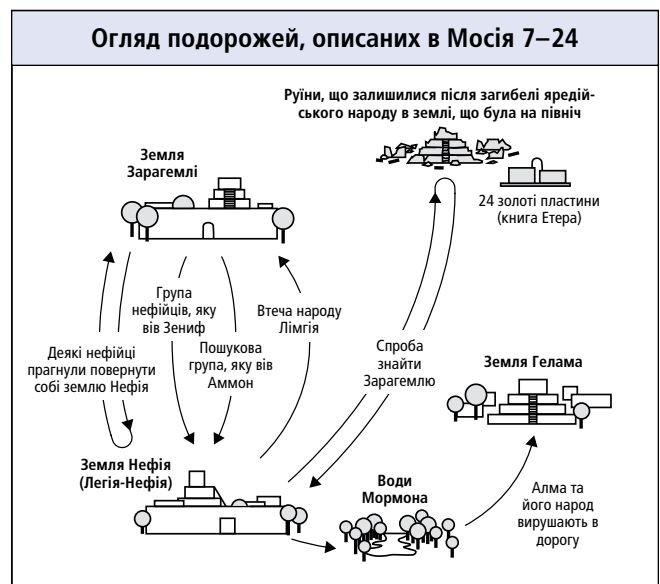 Огляд подорожей, описаних в Мосія 7–24
Руїни, що залишилися після загибелі яредій-
ського народу в землі, що була на північ
Земля
Зарагемлі
24 золоті пластини
(книга Етера)
Група
нефійців, яку
вів Зениф
Втеча народу
Лімгія
Деякі нефійці
прагнули повернути
собі землю Нефія
Пошукова
група, яку вів
Аммон
Спроба
знайти
Зарагемлю
Земля Гелама
Земля Нефія
(Легія-Нефія)
Води
Мормона
Алма та
його народ
вирушають в
дорогу